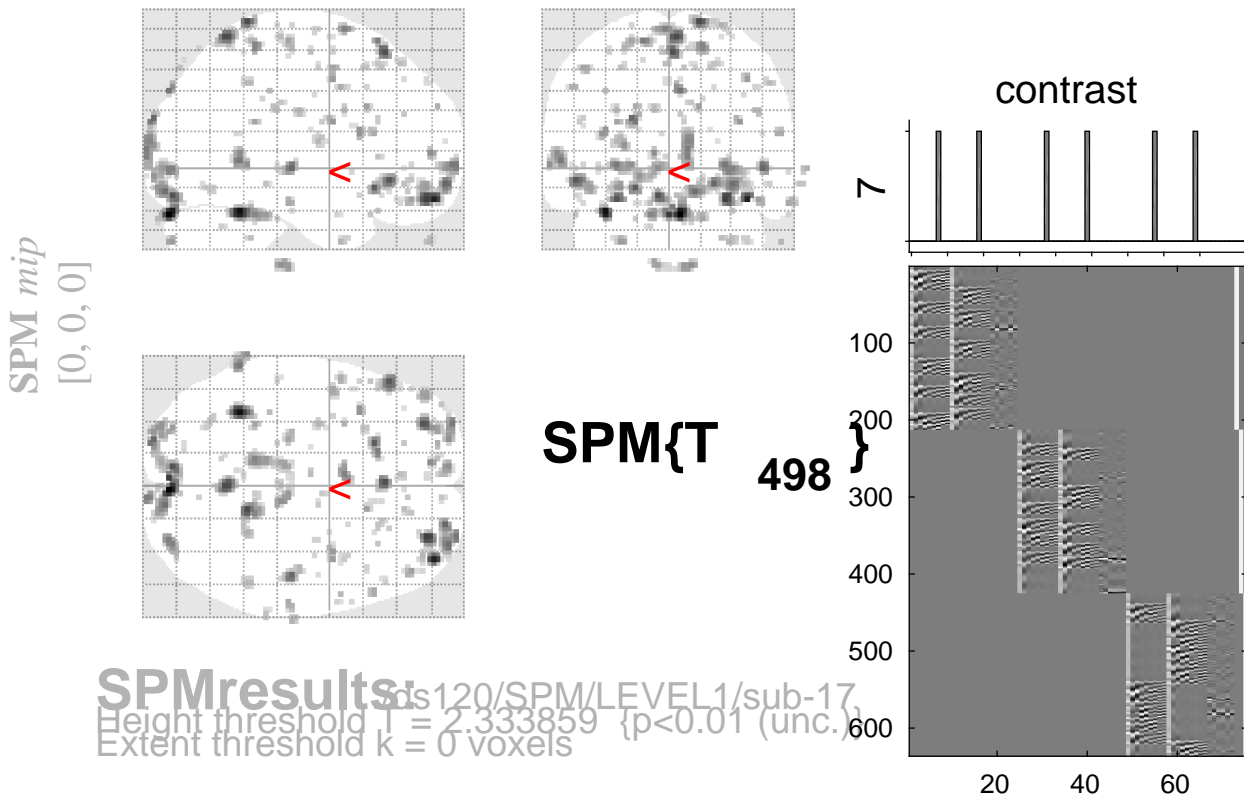 SPM mip
[0, 0, 0]
<
<
<
SPM{T498}
contrast
7
100
200
300
400
500
600
20
40
60
SPMresults: /ds120/SPM/LEVEL1/sub-17
Height threshold T = 2.333859 {p<0.01 (unc.)}
Extent threshold k = 0 voxels